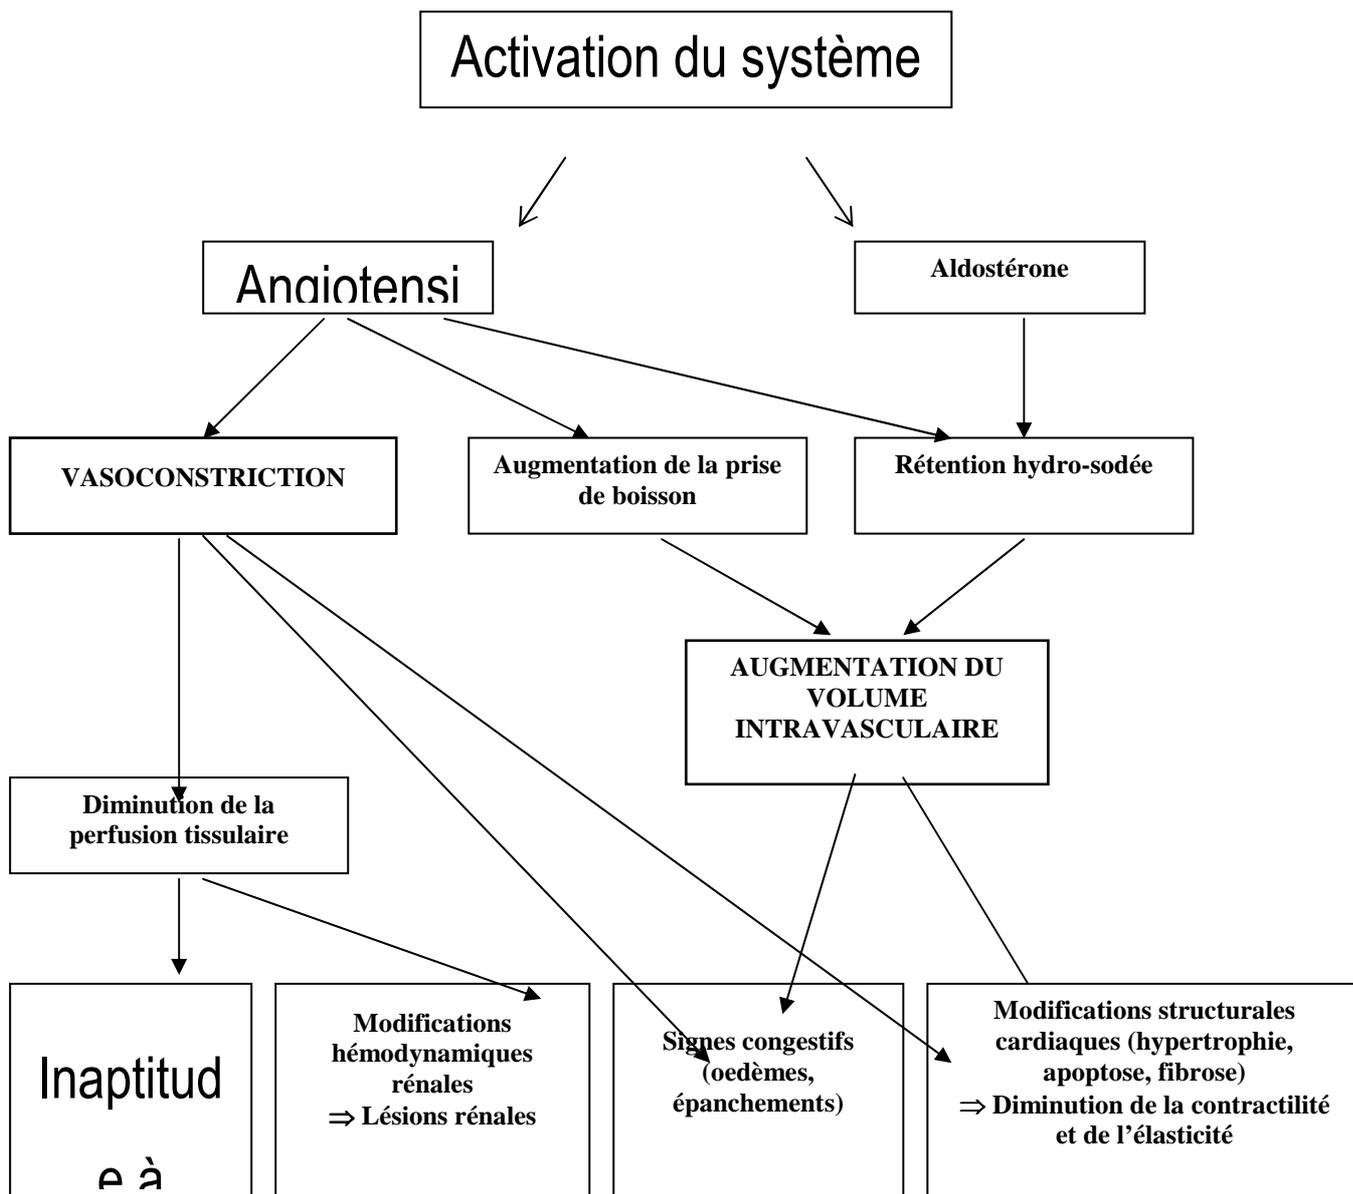 Activation du système
Angiotensi
Aldostérone
VASOCONSTRICTION
Augmentation de la prise
de boisson
Rétention hydro-sodée
AUGMENTATION DU
VOLUME
INTRAVASCULAIRE
Diminution de la
perfusion tissulaire
Inaptitud
e à
Modifications
hémodynamiques
rénales
⇒ Lésions rénales
Signes congestifs
(oedèmes,
épanchements)
Modifications structurales
cardiaques (hypertrophie,
apoptose, fibrose)
⇒ Diminution de la contractilité
et de l’élasticité